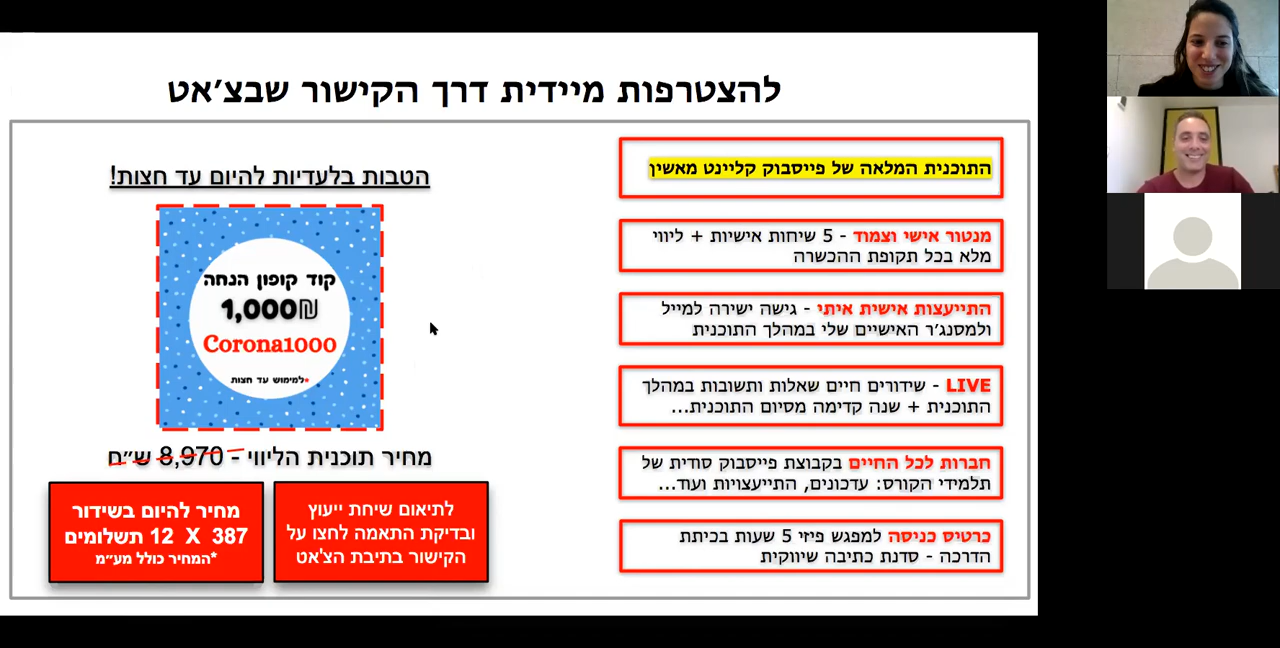 להצטרפות מיידית דרך הקישור שבצ׳אט
התוכנית המלאה של פייסבוק קליינט מאשין
מנטור אישי וצמוד - 5 שיחות אישיות + ליווי
מלא בכל תקופת ההכשרה
התייעצות אישית איתי - גישה ישירה למייל
ולמסנג׳ר האישיים שלי במהלך התוכנית
LIVE - שידורים חיים שאלות ותשובות במהלך
התוכנית + שנה קדימה מסיום התוכנית...
חברות לכל החיים בקבוצת פייסבוק סודית של
תלמידי הקורס: עדכונים, התייעצויות ועוד...
כרטיס כניסה למפגש פיזי 5 שעות בכיתת
הדרכה - סדנת כתיבה שיווקית
הטבות בלעדיות להיום עד חצות!
קוד קופון הנחה
1,000₪
Corona1000
*למימוש עד חצות
מחיר תוכנית הליווי - 8,970 ש״ח
לתיאום שיחת ייעוץ
ובדיקת התאמה לחצו על
הקישור בתיבת הצ'אט
מחיר להיום בשידור
387 X 12 תשלומים
*המחיר כולל מע״מ